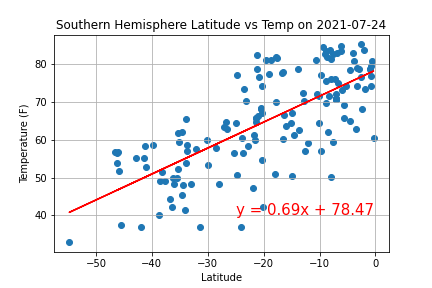 Southern Hemisphere Latitude vs Temp on 2021-07-24
Temperature (F)
80
70
60
50
40
y = 0.69x + 78.47
−50
−40
−30
−20
−10
0
Latitude